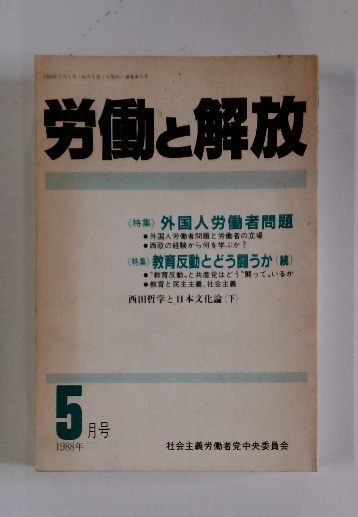 労働と解放
〈特集〉外国人労働者問題
●外国人労働者問題と労働者の立場
●西欧の経験から何を学ぶか?
〈特集〉教育反動とどう闘うか(続)
●“教育反動„と共産党はどう“闘って„いるか
●教育と民主主義、社会主義
西田哲学と日本文化論(下)
5月号
1988年
社会主義労働者党中央委員会